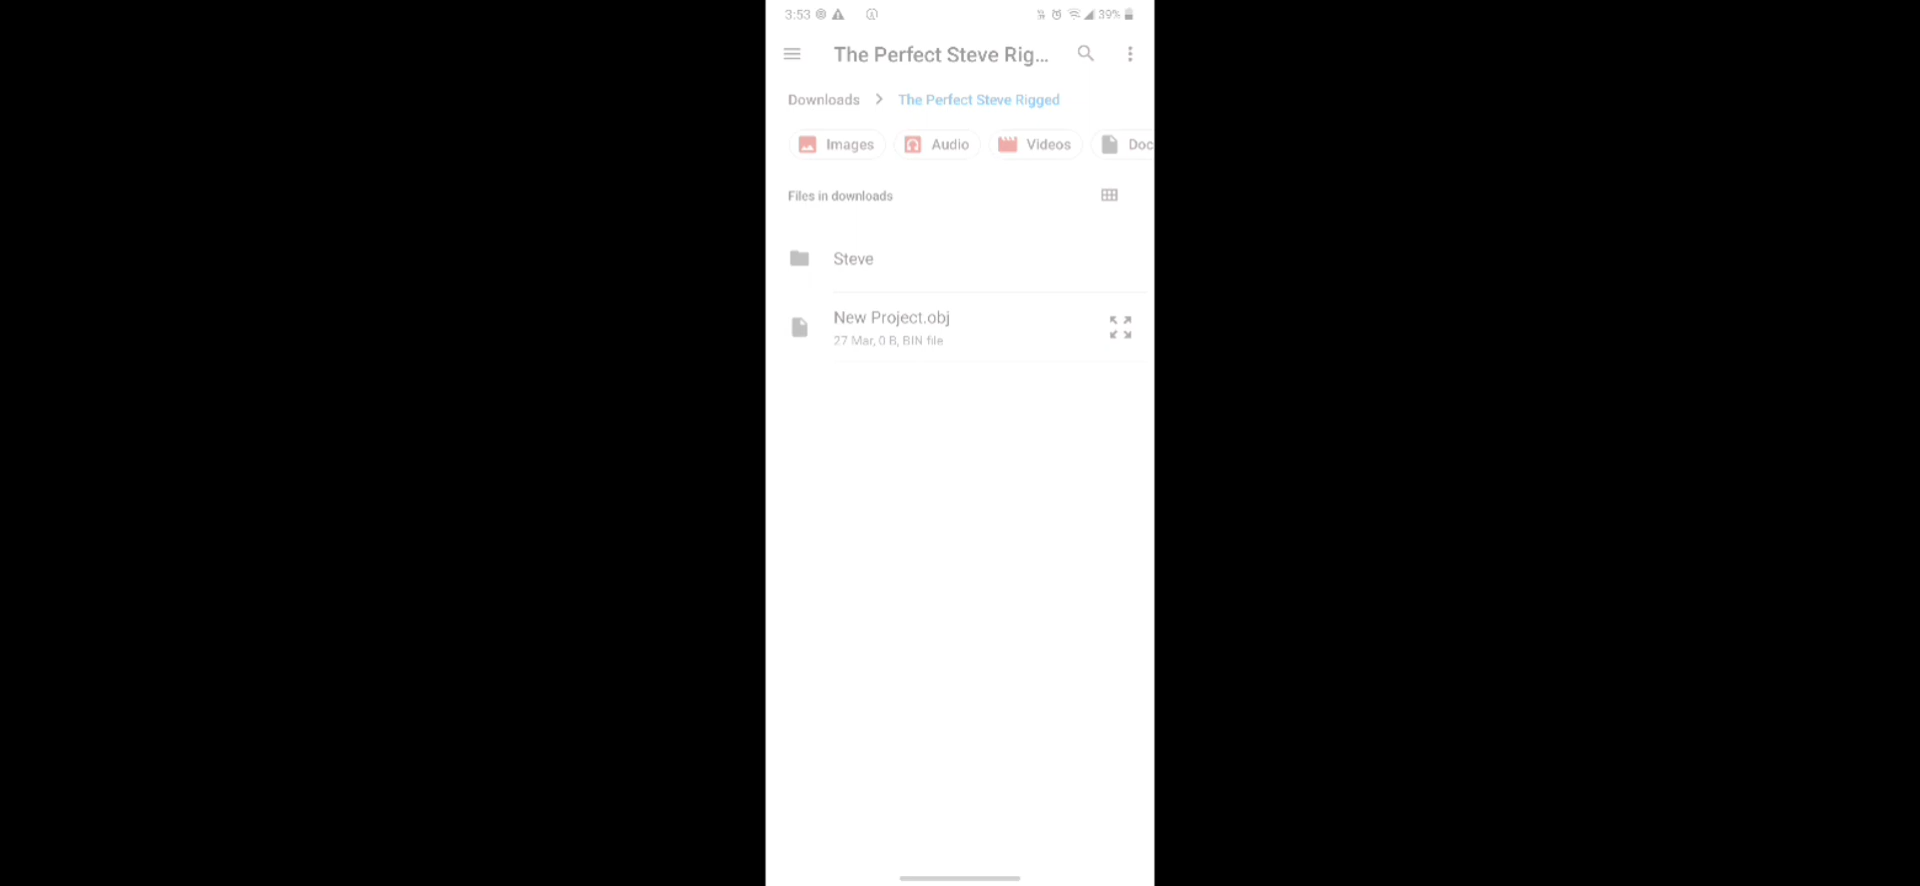 3:53 39%
The Perfect Steve Rig...
Downloads > The Perfect Steve Rigged
Images Audio Videos Doc
Files in downloads
Steve
New Project.obj
27 Mar, 0 B, BIN file